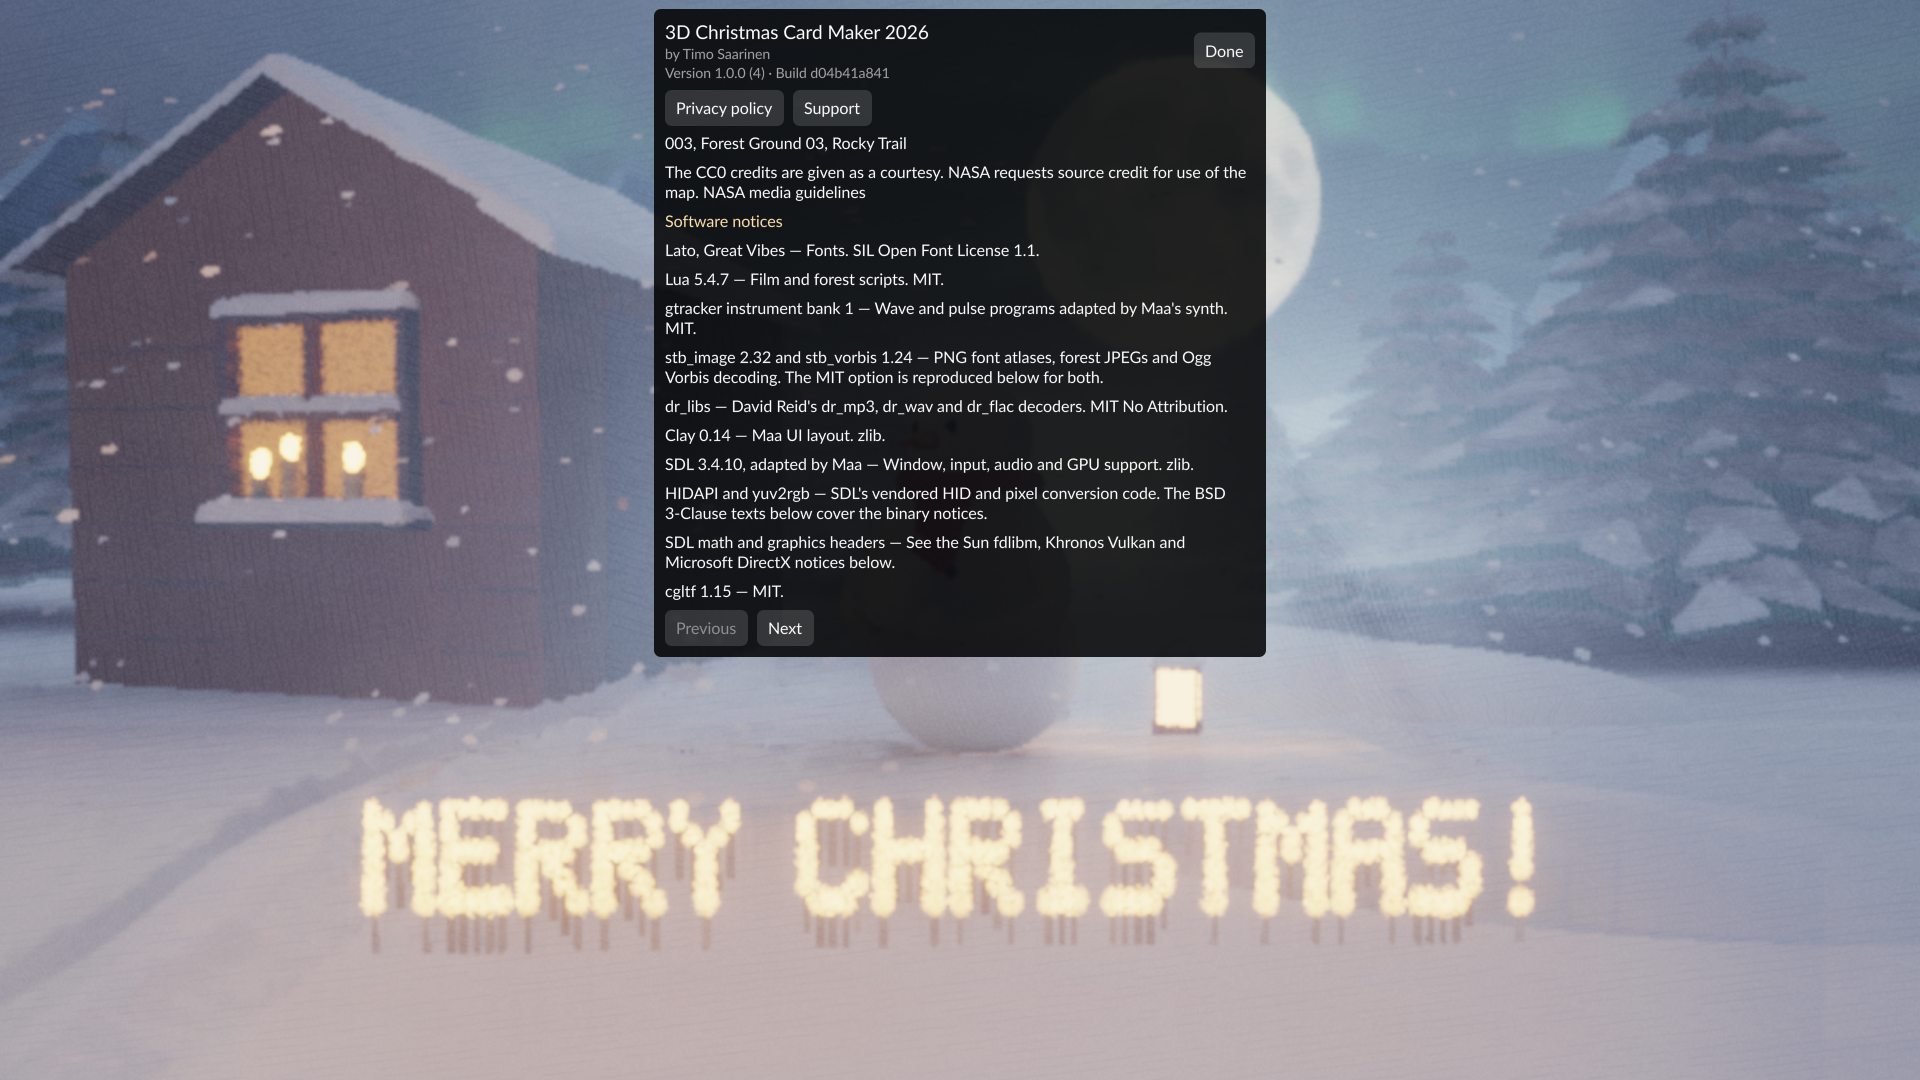 3D Christmas Card Maker 2026
by Timo Saarinen
Version 1.0.0 (4) · Build d04b41a841
Done
Privacy policy
Support
003, Forest Ground 03, Rocky Trail
The CC0 credits are given as a courtesy. NASA requests source credit for use of the
map. NASA media guidelines
Software notices
Lato, Great Vibes — Fonts. SIL Open Font License 1.1.
Lua 5.4.7 — Film and forest scripts. MIT.
gtracker instrument bank 1 — Wave and pulse programs adapted by Maa's synth.
MIT.
stb_image 2.32 and stb_vorbis 1.24 — PNG font atlases, forest JPEGs and Ogg
Vorbis decoding. The MIT option is reproduced below for both.
dr_libs — David Reid's dr_mp3, dr_wav and dr_flac decoders. MIT No Attribution.
Clay 0.14 — Maa UI layout. zlib.
SDL 3.4.10, adapted by Maa — Window, input, audio and GPU support. zlib.
HIDAPI and yuv2rgb — SDL's vendored HID and pixel conversion code. The BSD
3-Clause texts below cover the binary notices.
SDL math and graphics headers — See the Sun fdlibm, Khronos Vulkan and
Microsoft DirectX notices below.
cgltf 1.15 — MIT.
Previous
Next
MERRY CHRISTMAS!